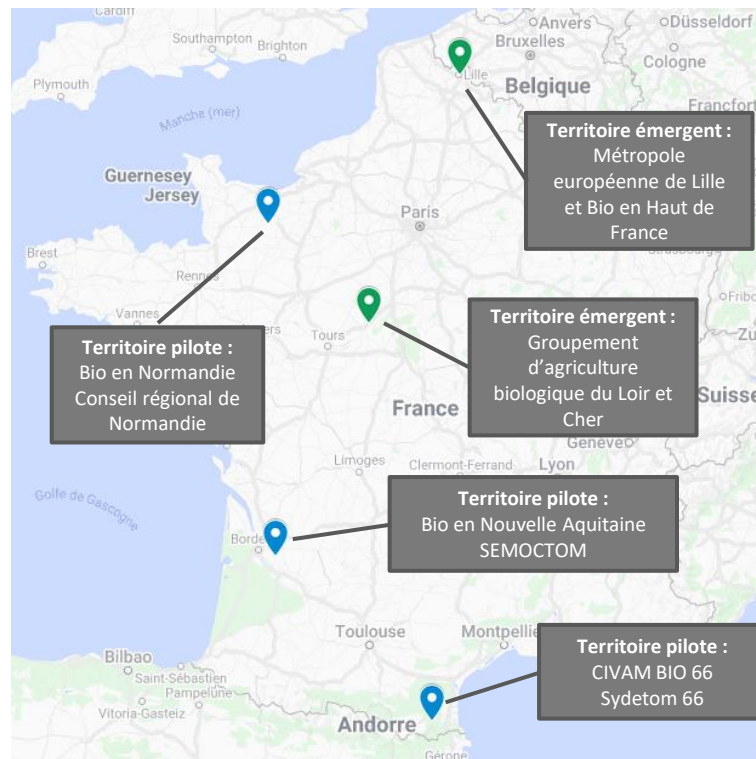 Cardiff
Southampton
Brighton
Plymouth
Manche (mer)
Guernesey
Jersey
Anvers
Düsseldorf
Bruxelles
Cologne
Lille
Belgique
Francfort
Territoire émergent :
Métropole
européenne de Lille
et Bio en Haut de
France
Paris
Brest
Rennes
Vannes
Tours
Territoire pilote :
Bio en Normandie
Conseil régional de
Normandie
Territoire émergent :
Groupement
d’agriculture
biologique du Loir et
Cher
France
Suisse
Genève
Limoges
Clermont-Ferrand
Lyon
Golfe de Gascogne
Territoire pilote :
Bio en Nouvelle Aquitaine
SEMOCTOM
Borde
Toulouse
Montpellie
Bilbao
Saint-Sébastien
Pampelune
Vitoria-Gasteiz
Territoire pilote :
CIVAM BIO 66
Sydetom 66
Andorre
Gérone